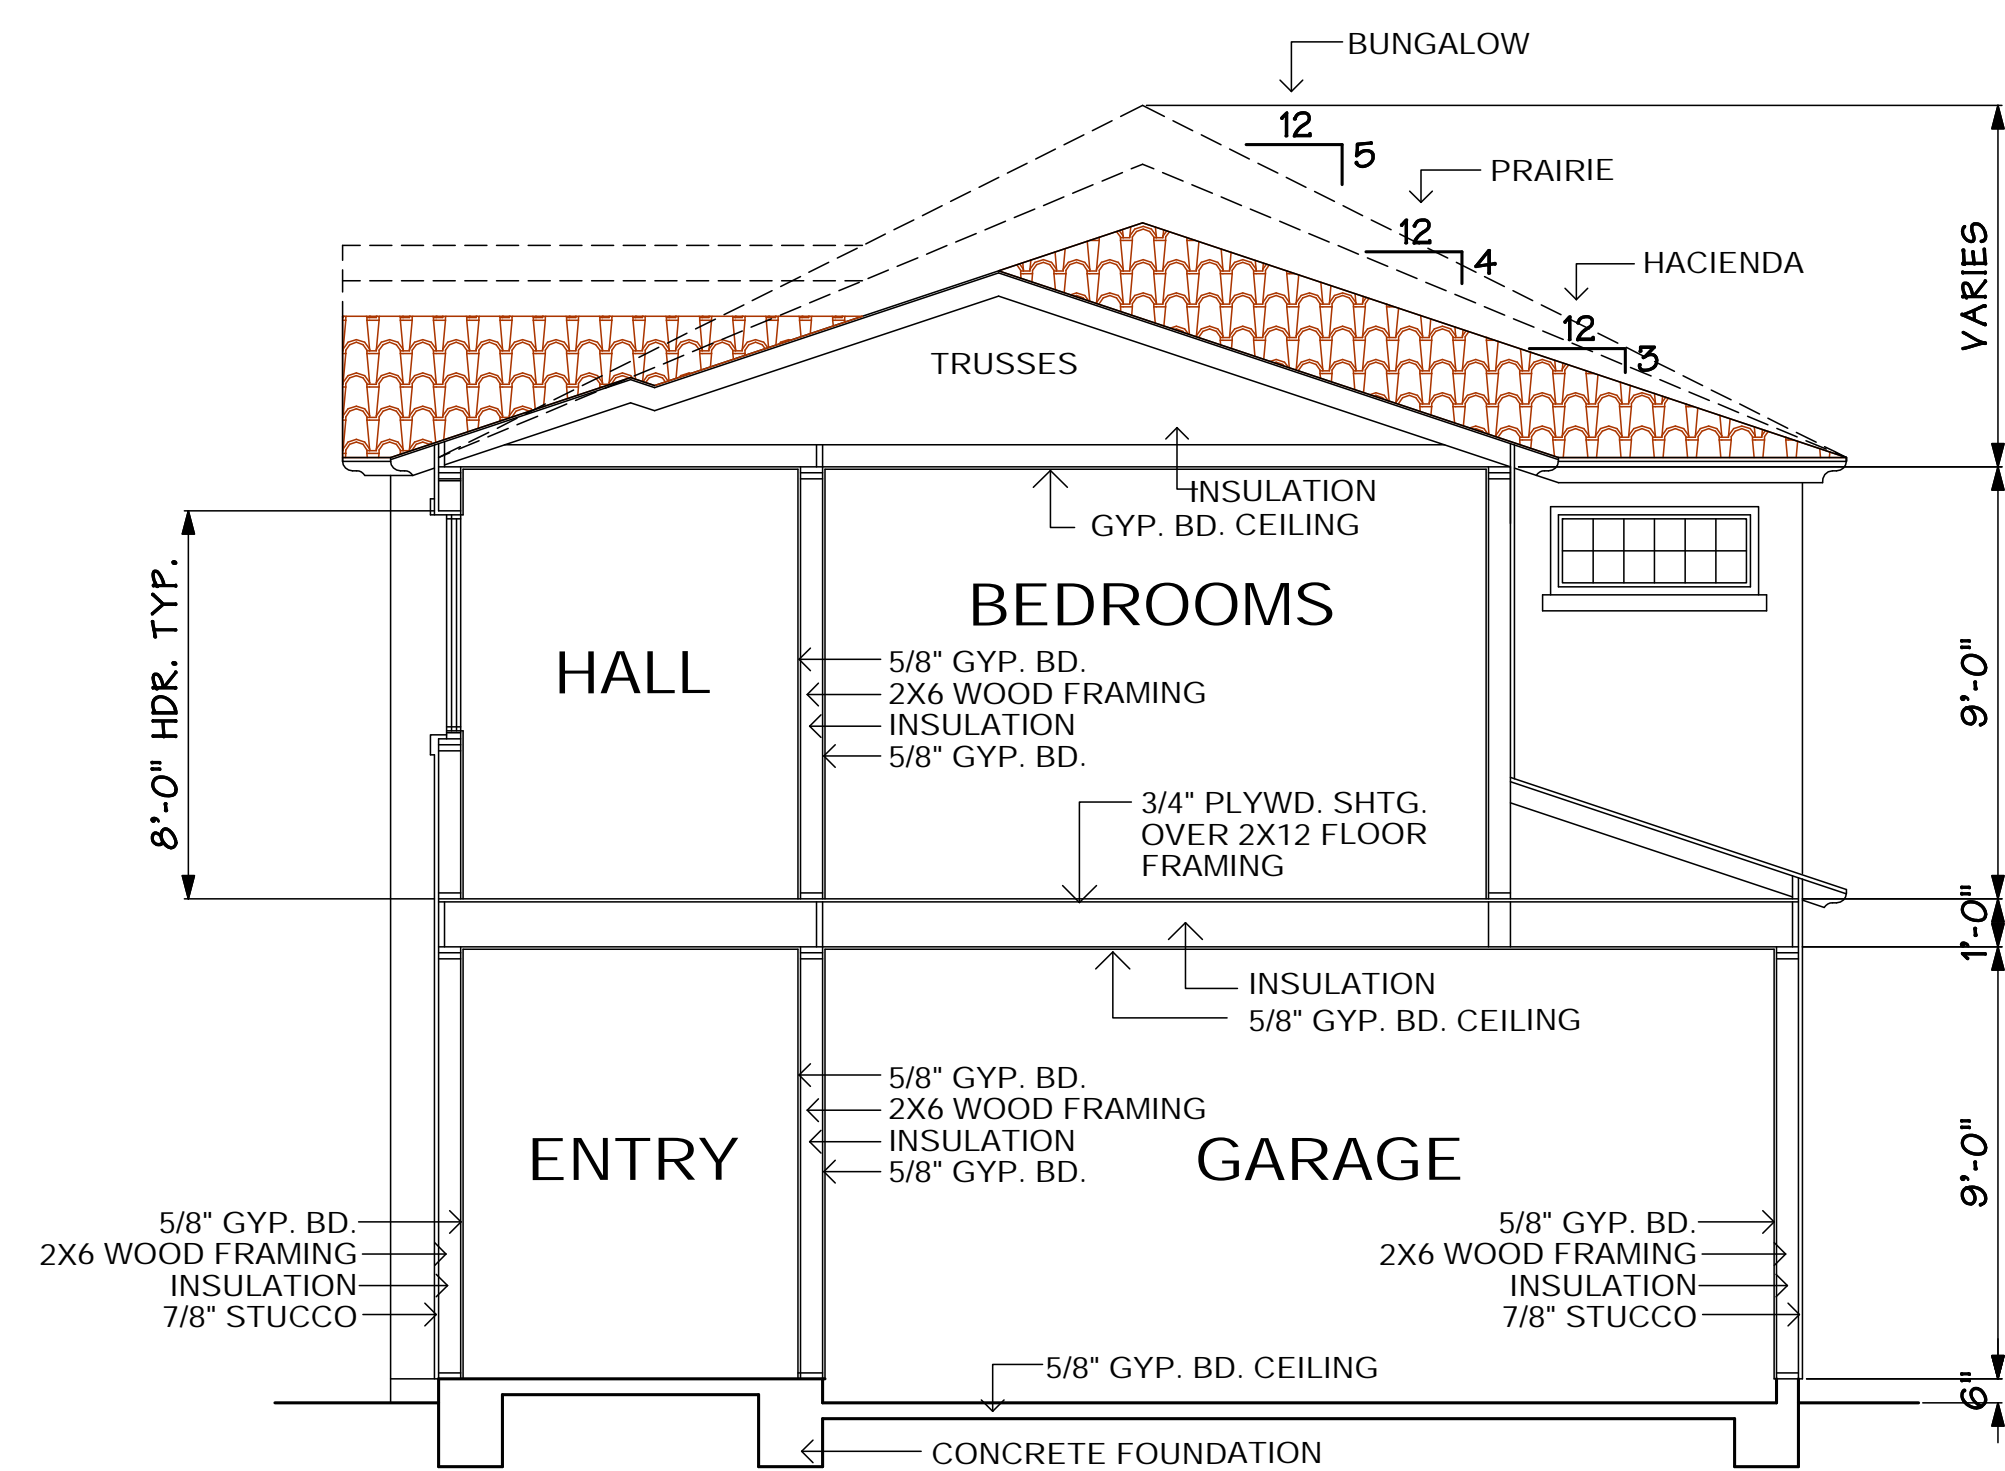 BUNGALOW
12
5
PRAIRIE
12
4
HACIENDA
12
3
VARIES
TRUSSES
INSULATION
GYP. BD. CEILING
8'-0" HDR. TYP.
BEDROOMS
HALL
5/8" GYP. BD.
2X6 WOOD FRAMING
INSULATION
5/8" GYP. BD.
9'-0"
3/4" PLYWD. SHTG.
OVER 2X12 FLOOR
FRAMING
1'-0"
INSULATION
5/8" GYP. BD. CEILING
5/8" GYP. BD.
2X6 WOOD FRAMING
INSULATION
5/8" GYP. BD.
ENTRY
GARAGE
9'-0"
5/8" GYP. BD.
2X6 WOOD FRAMING
INSULATION
7/8" STUCCO
5/8" GYP. BD.
2X6 WOOD FRAMING
INSULATION
7/8" STUCCO
5/8" GYP. BD. CEILING
6"
CONCRETE FOUNDATION